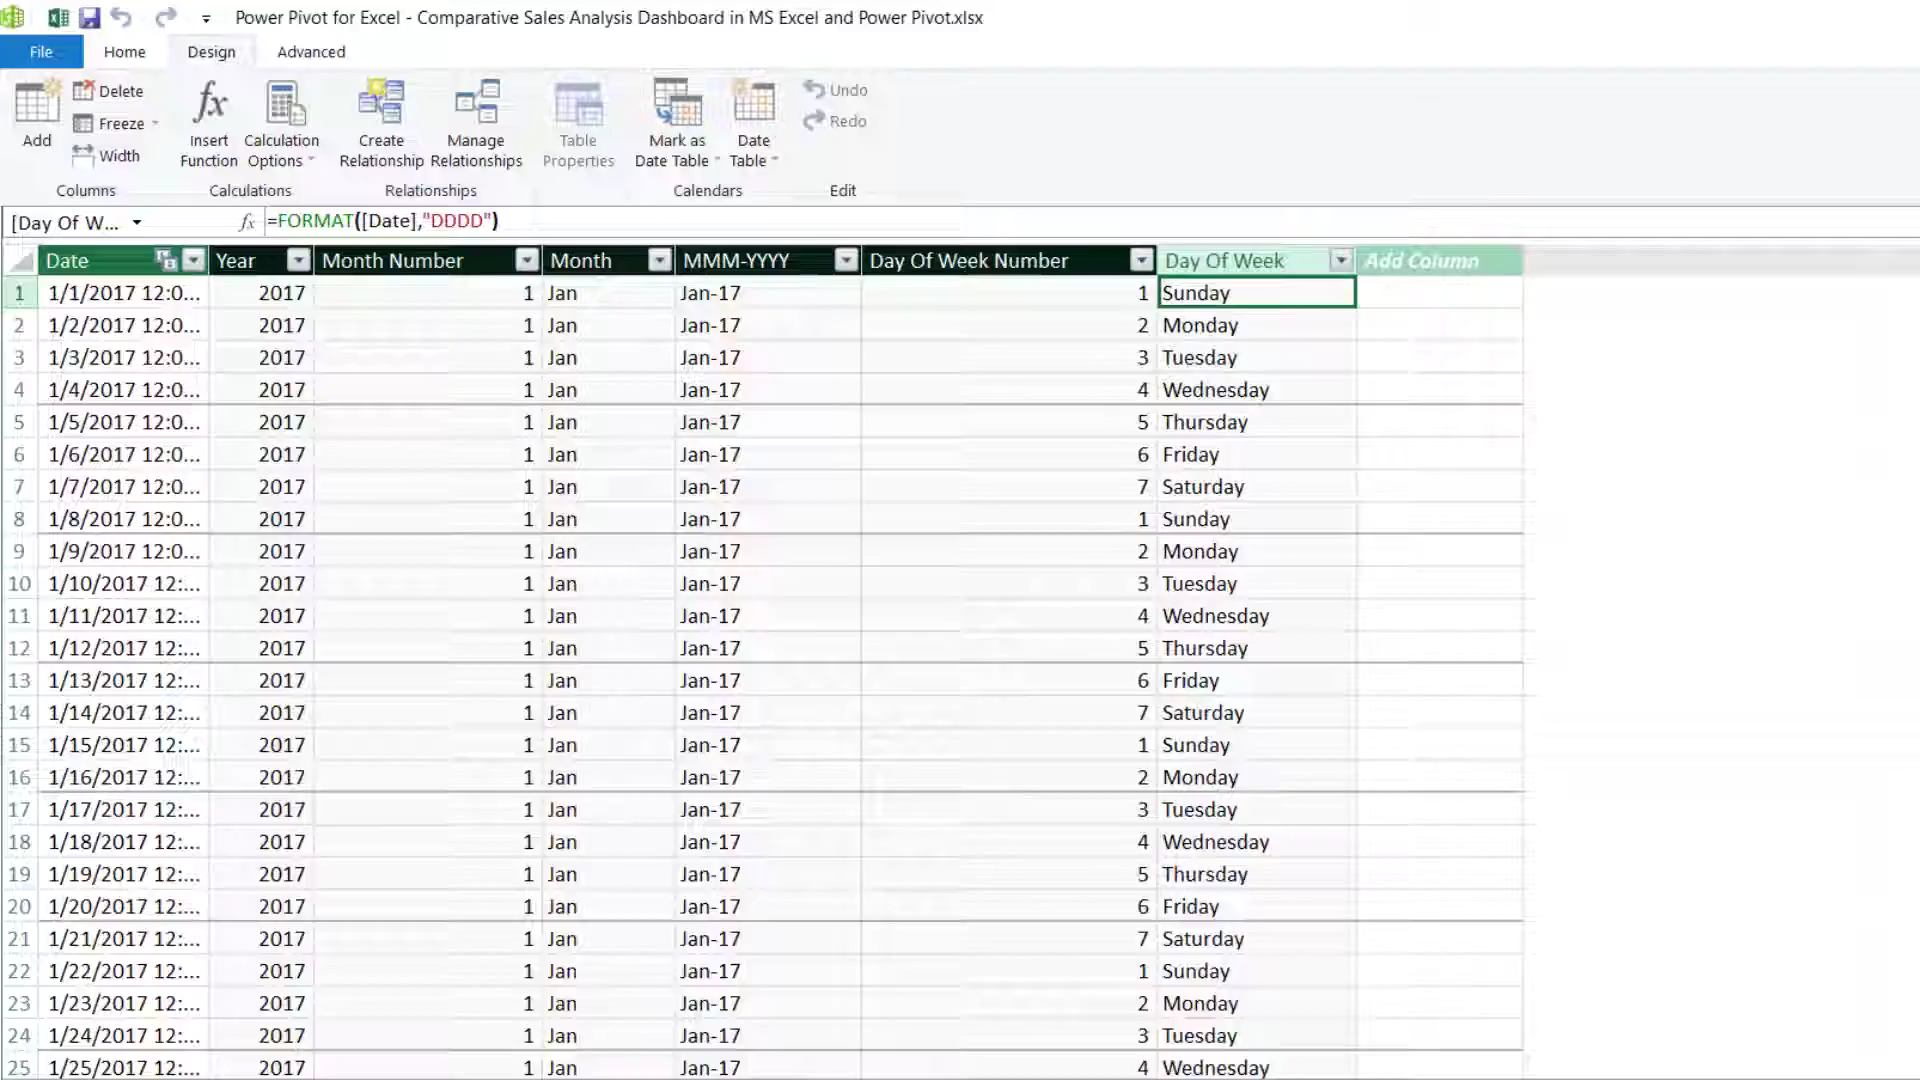 Power Pivot for Excel - Comparative Sales Analysis Dashboard in MS Excel and Power Pivot.xlsx
File Home Design Advanced
Add Delete Freeze Width
Insert Function Calculation Options
Create Relationship Manage Relationships
Table Properties
Mark as Date Table Date Table
Undo Redo
Columns Calculations Relationships Calendars Edit
[Day Of W... fx =FORMAT([Date],"DDDD")
Date Year Month Number Month MMM-YYYY Day Of Week Number Day Of Week Add Column
1 1/1/2017 12:0... 2017 1 Jan Jan-17 1 Sunday
2 1/2/2017 12:0... 2017 1 Jan Jan-17 2 Monday
3 1/3/2017 12:0... 2017 1 Jan Jan-17 3 Tuesday
4 1/4/2017 12:0... 2017 1 Jan Jan-17 4 Wednesday
5 1/5/2017 12:0... 2017 1 Jan Jan-17 5 Thursday
6 1/6/2017 12:0... 2017 1 Jan Jan-17 6 Friday
7 1/7/2017 12:0... 2017 1 Jan Jan-17 7 Saturday
8 1/8/2017 12:0... 2017 1 Jan Jan-17 1 Sunday
9 1/9/2017 12:0... 2017 1 Jan Jan-17 2 Monday
10 1/10/2017 12:... 2017 1 Jan Jan-17 3 Tuesday
11 1/11/2017 12:... 2017 1 Jan Jan-17 4 Wednesday
12 1/12/2017 12:... 2017 1 Jan Jan-17 5 Thursday
13 1/13/2017 12:... 2017 1 Jan Jan-17 6 Friday
14 1/14/2017 12:... 2017 1 Jan Jan-17 7 Saturday
15 1/15/2017 12:... 2017 1 Jan Jan-17 1 Sunday
16 1/16/2017 12:... 2017 1 Jan Jan-17 2 Monday
17 1/17/2017 12:... 2017 1 Jan Jan-17 3 Tuesday
18 1/18/2017 12:... 2017 1 Jan Jan-17 4 Wednesday
19 1/19/2017 12:... 2017 1 Jan Jan-17 5 Thursday
20 1/20/2017 12:... 2017 1 Jan Jan-17 6 Friday
21 1/21/2017 12:... 2017 1 Jan Jan-17 7 Saturday
22 1/22/2017 12:... 2017 1 Jan Jan-17 1 Sunday
23 1/23/2017 12:... 2017 1 Jan Jan-17 2 Monday
24 1/24/2017 12:... 2017 1 Jan Jan-17 3 Tuesday
25 1/25/2017 12:... 2017 1 Jan Jan-17 4 Wednesday